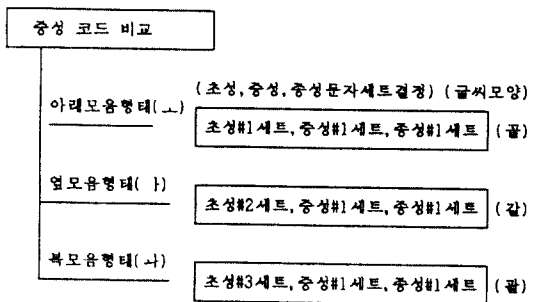 중성 코드 비교
(초성,중성,종성문자세트결정) (글씨모양)
아래모음형태(ㅗ)
초성#1세트,중성#1세트,종성#1세트 (골)
옆모음형태(ㅏ)
초성#2세트,중성#1세트,종성#1세트 (갈)
복모음형태(ㅘ)
초성#3세트,중성#1세트,종성#1세트 (괄)